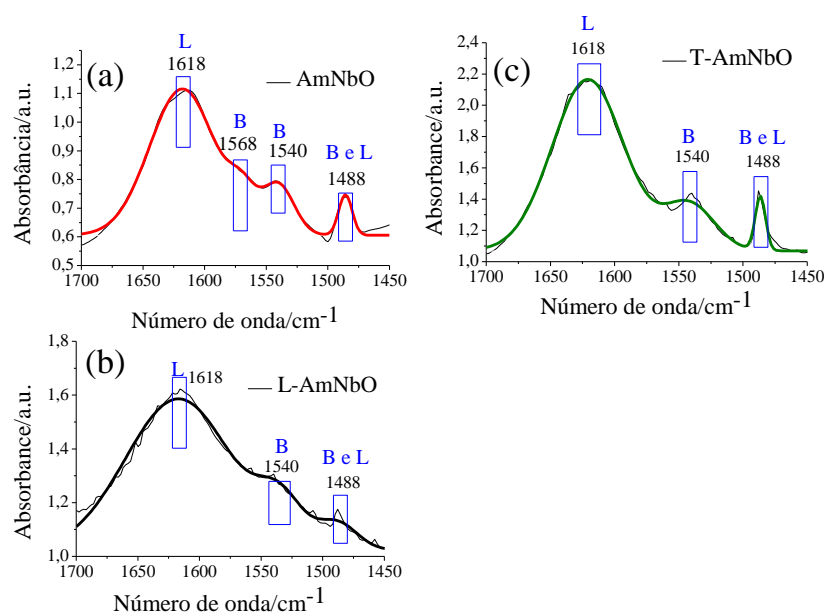 (a)
L
1618
B
1568
B
1540
B e L
1488
AmNbO
Absorbância/a.u.
1,2
1,1
1,0
0,9
0,8
0,7
0,6
0,5
1700 1650 1600 1550 1500 1450
Número de onda/cm-1
(c)
L
1618
B
1540
B e L
1488
T-AmNbO
Absorbance/a.u.
2,4
2,2
2,0
1,8
1,6
1,4
1,2
1,0
1700 1650 1600 1550 1500 1450
Número de onda/cm-1
(b)
L
1618
B
1540
B e L
1488
L-AmNbO
Absorbance/a.u.
1,8
1,6
1,4
1,2
1,0
1700 1650 1600 1550 1500 1450
Número de onda/cm-1